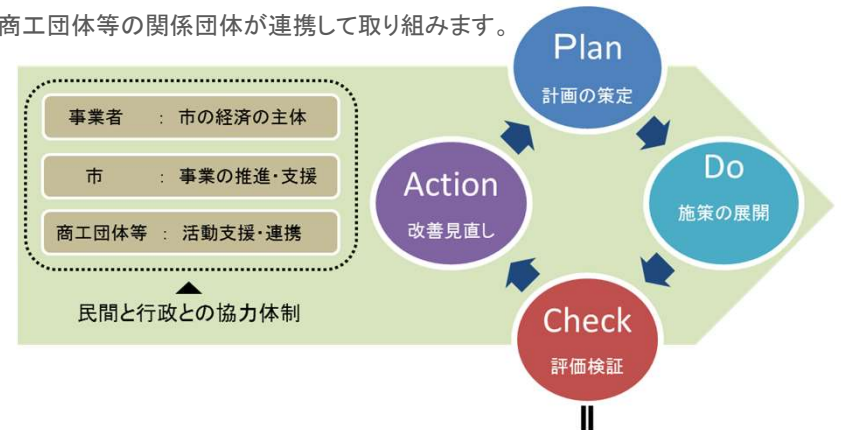 商工団体等の関係団体が連携して取り組みます。
事業者 : 市の経済の主体
市 : 事業の推進・支援
商工団体等 : 活動支援・連携
民間と行政との協力体制
Plan
計画の策定
Do
施策の展開
Check
評価検証
Action
改善見直し